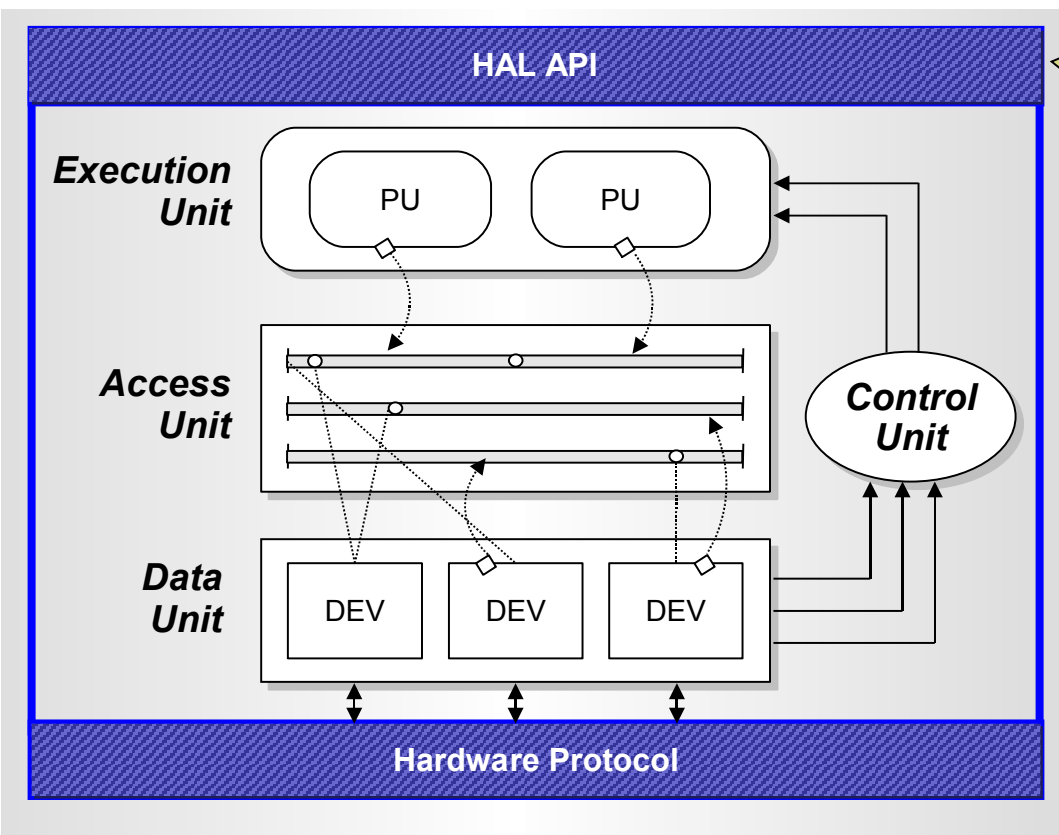 HAL API
Execution
Unit
PU
PU
Access
Unit
Control
Unit
Data
Unit
DEV
DEV
DEV
Hardware Protocol